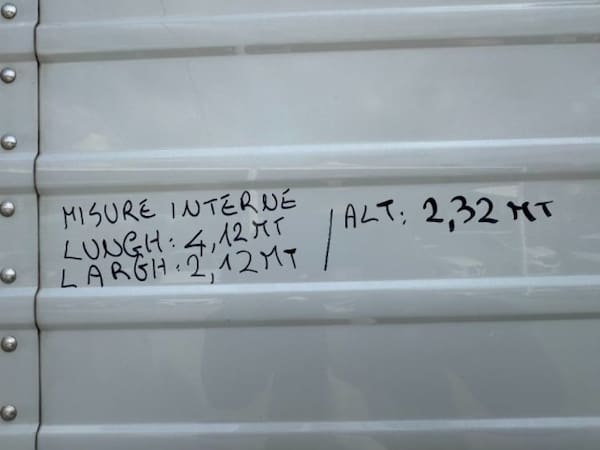 MISURE INTERNE
LUNGH: 4,12 MT
LARGH: 2,12 MT / ALT: 2,32 MT